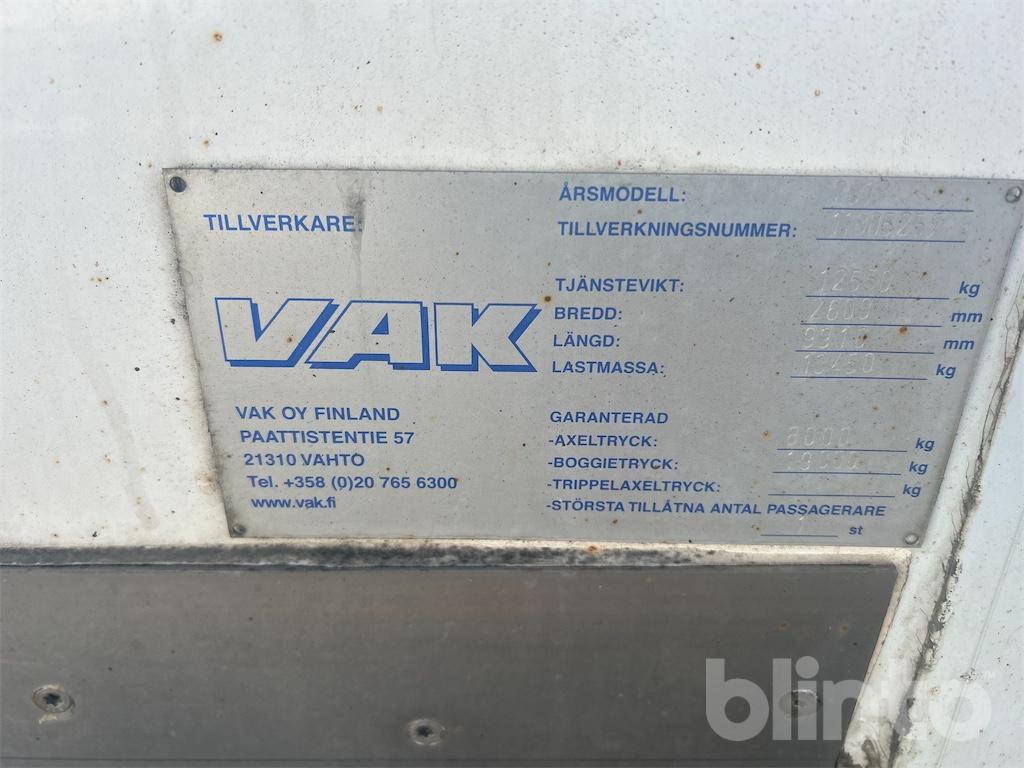 TILLVERKARE:
VAK
VAK OY FINLAND
PAATTISTENTIE 57
21310 VAHTO
Tel. +358 (0)20 765 6300
www.vak.fi
ÅRSMODELL:
TILLVERKNINGSNUMMER:
TJÄNSTEVIKT: 12550 kg
BREDD: 2600 mm
LÄNGD: mm
LASTMASSA: kg
GARANTERAD
-AXELTRYCK: 8000 kg
-BOGGIETRYCK: kg
-TRIPPELAXELTRYCK: kg
-STÖRSTA TILLÅTNA ANTAL PASSAGERARE
st
blinto